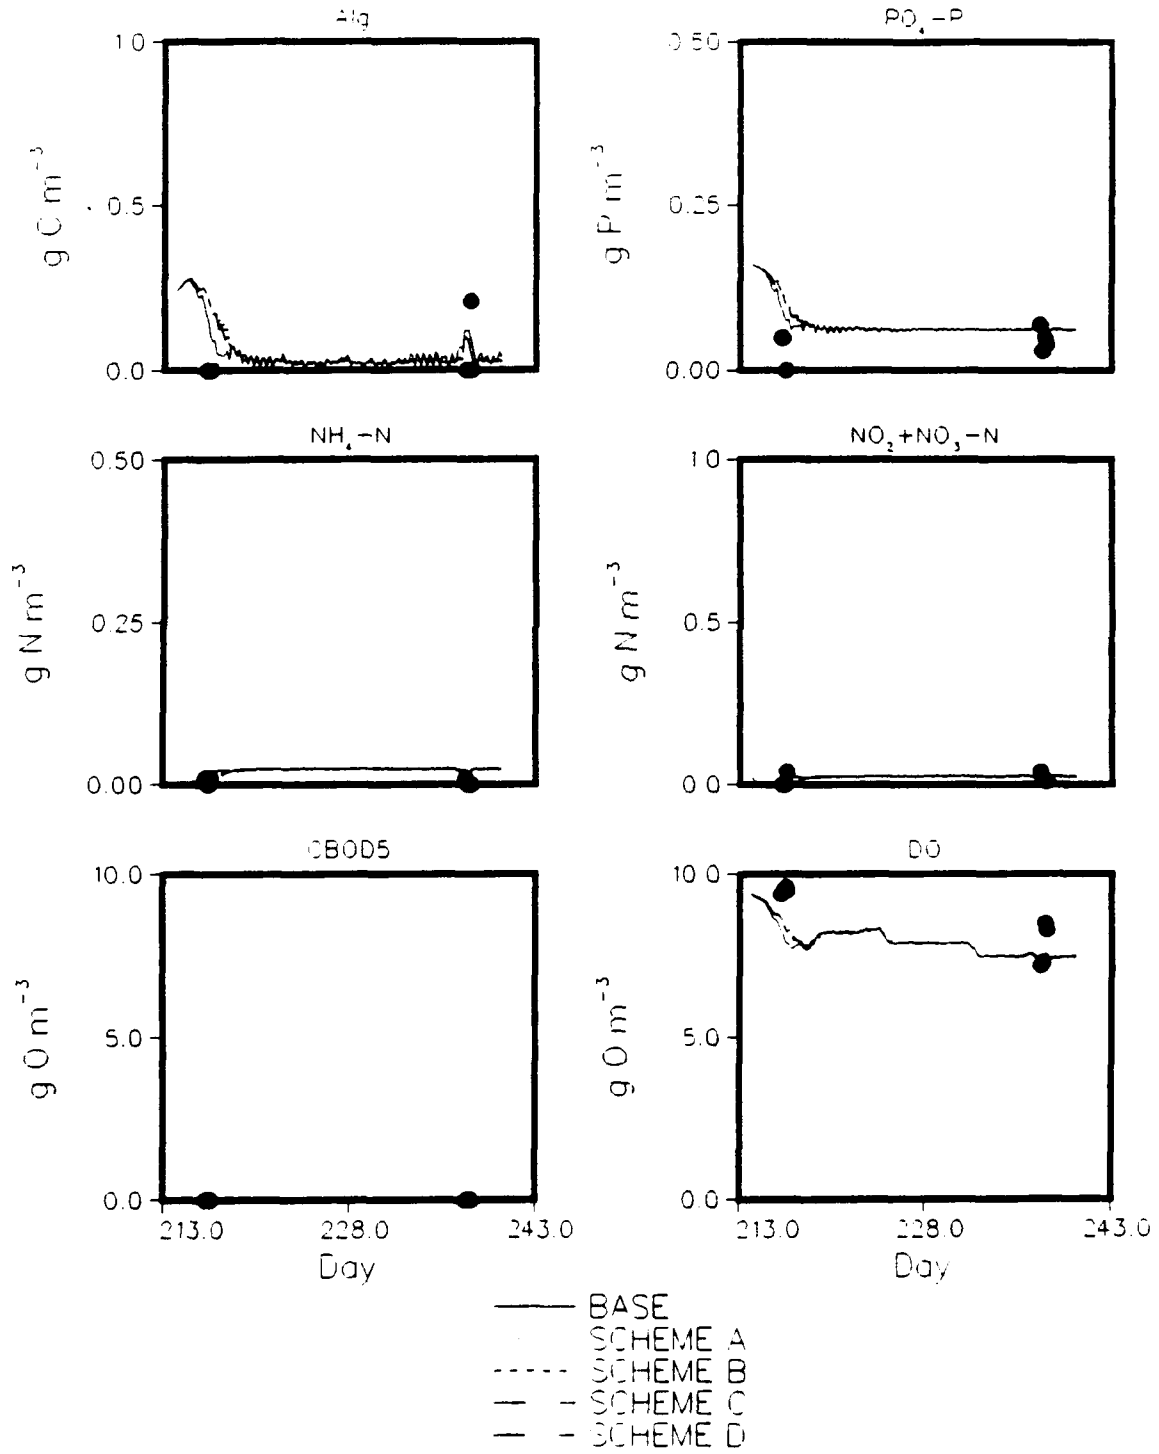 Alg
1.0
0.5
0.0
g C m⁻³
PO₄-P
0.50
0.25
0.00
g P m⁻³
NH₄-N
0.50
0.25
0.00
g N m⁻³
NO₂+NO₃-N
1.0
0.5
0.0
g N m⁻³
CBOD5
10.0
5.0
0.0
g O m⁻³
213.0
228.0
243.0
Day
DO
10.0
5.0
0.0
g O m⁻³
213.0
228.0
243.0
Day
BASE
SCHEME A
SCHEME B
SCHEME C
SCHEME D